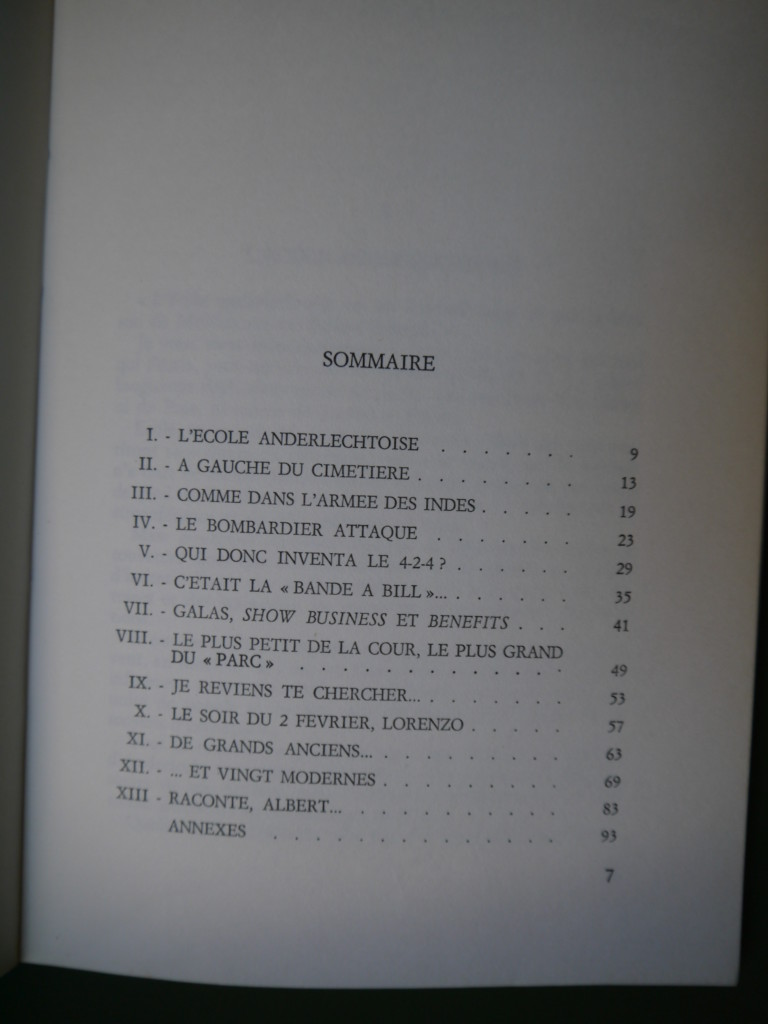 SOMMAIRE
I. - L'ECOLE ANDERLECHTOISE . . . . . . . 9
II. - A GAUCHE DU CIMETIERE . . . . . . . . 13
III. - COMME DANS L'ARMEE DES INDES . . . . . 19
IV. - LE BOMBARDIER ATTAQUE . . . . . . . 23
V. - QUI DONC INVENTA LE 4-2-4 ? . . . . . . 29
VI. - C'ETAIT LA « BANDE A BILL »... . . . . . . 35
VII. - GALAS, SHOW BUSINESS ET BENEFITS . . . 41
VIII. - LE PLUS PETIT DE LA COUR, LE PLUS GRAND
DU « PARC » . . . . . . . . . . . . . 49
IX. - JE REVIENS TE CHERCHER... . . . . . . . 53
X. - LE SOIR DU 2 FEVRIER, LORENZO . . . . . 57
XI. - DE GRANDS ANCIENS... . . . . . . . . . 63
XII. - ... ET VINGT MODERNES . . . . . . . . . 69
XIII - RACONTE, ALBERT... . . . . . . . . . . 83
ANNEXES . . . . . . . . . . . . . 93
7